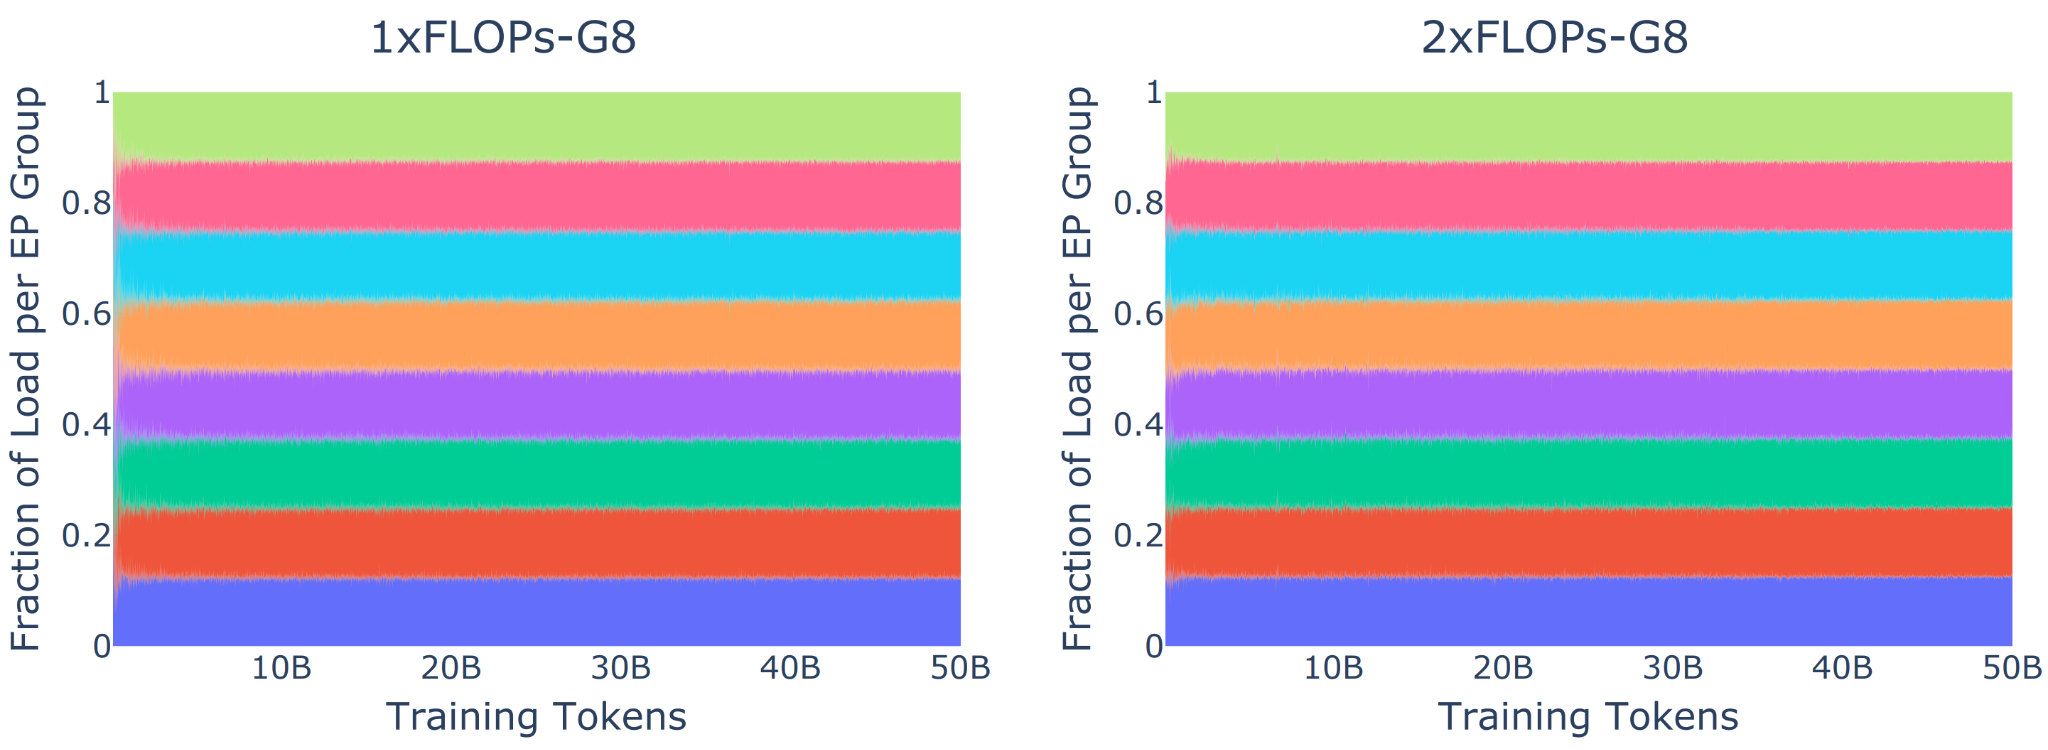 1xFLOPs-G8
Fraction of Load per EP Group
1
0.8
0.6
0.4
0.2
0
10B
20B
30B
40B
50B
Training Tokens
2xFLOPs-G8
Fraction of Load per EP Group
1
0.8
0.6
0.4
0.2
0
10B
20B
30B
40B
50B
Training Tokens